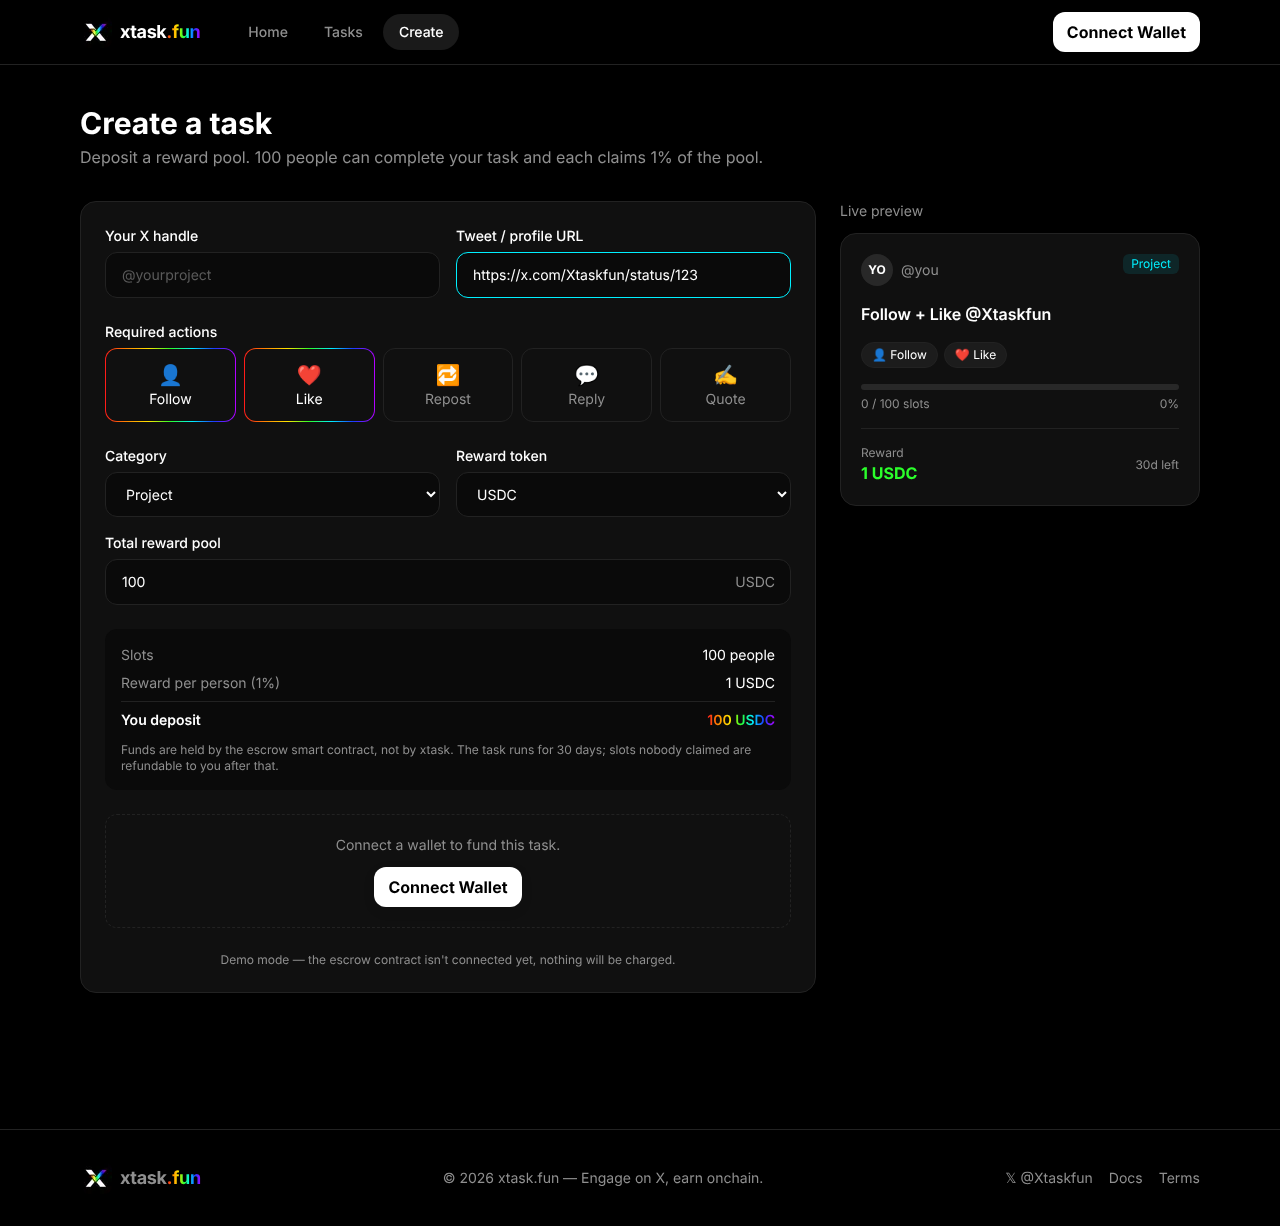 xtask.fun
Home
Tasks
Create
Connect Wallet
Create a task
Deposit a reward pool. 100 people can complete your task and each claims 1% of the pool.
Your X handle
@yourproject
Tweet / profile URL
https://x.com/Xtaskfun/status/123
Required actions
Follow
Like
Repost
Reply
Quote
Category
Project
Reward token
USDC
Total reward pool
100
USDC
Slots
100 people
Reward per person (1%)
1 USDC
You deposit
100 USDC
Funds are held by the escrow smart contract, not by xtask. The task runs for 30 days; slots nobody claimed are
refundable to you after that.
Connect a wallet to fund this task.
Connect Wallet
Demo mode — the escrow contract isn't connected yet, nothing will be charged.
Live preview
YO
@you
Project
Follow + Like @Xtaskfun
👤 Follow
❤️ Like
0 / 100 slots
0%
Reward
1 USDC
30d left
xtask.fun
© 2026 xtask.fun — Engage on X, earn onchain.
𝕏 @Xtaskfun
Docs
Terms